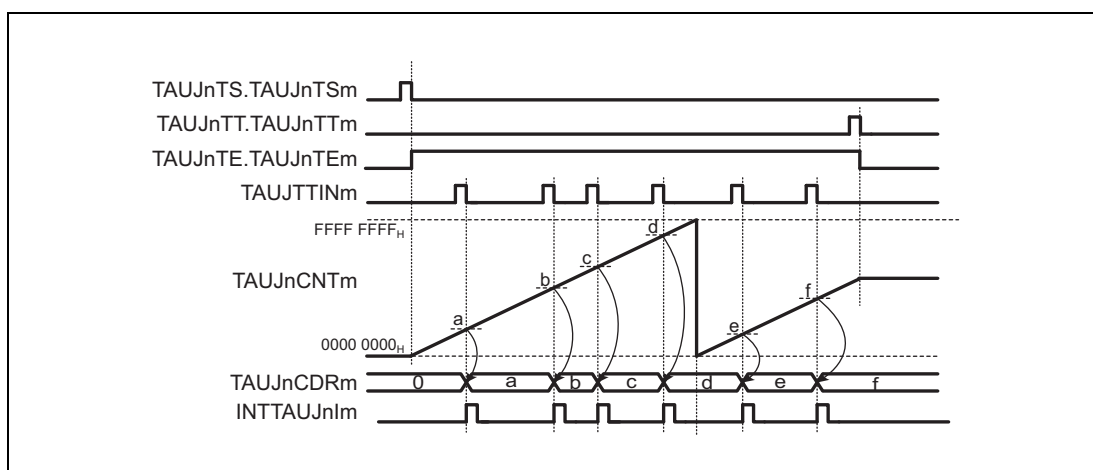 TAUJnTS.TAUJnTSm
TAUJnTT.TAUJnTTm
TAUJnTE.TAUJnTEm
TAUJTTINm
FFFF FFFFH
TAUJnCNTm
a
b
c
d
e
f
0000 0000H
TAUJnCDRm
0 a b c d e f
INTTAUJnIm